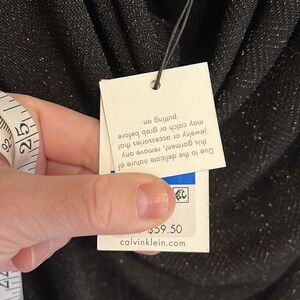 Due to the delicate nature of
this garment, remove any
jewelry or accessories that
may catch or grab before
putting on.
$59.50
calvinklein.com
25